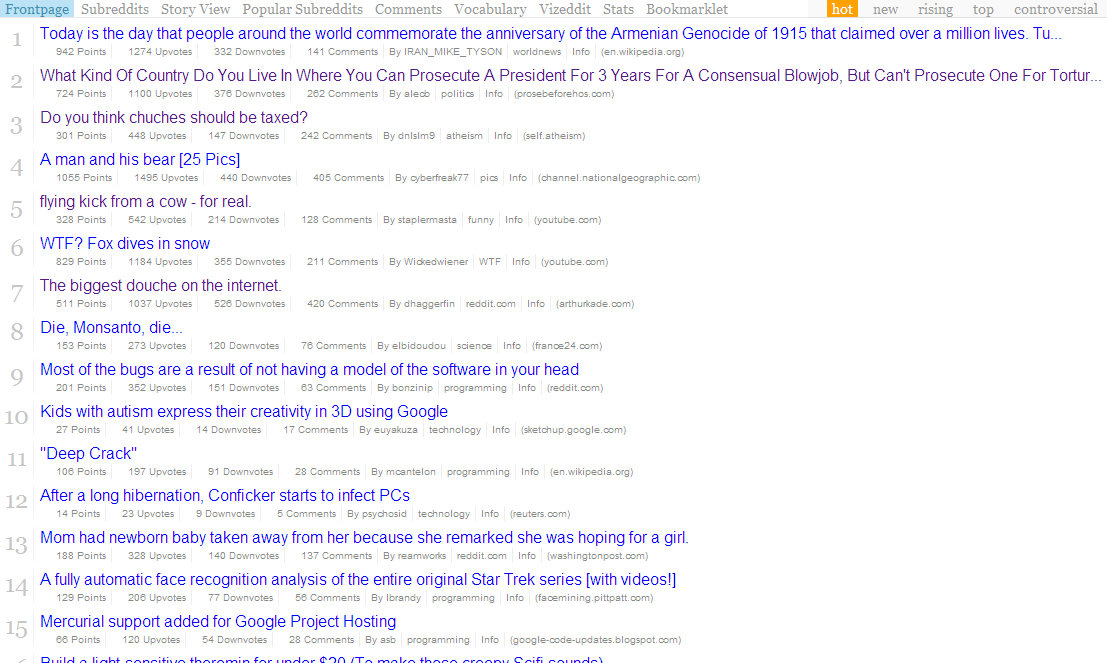 Frontpage Subreddits Story View Popular Subreddits Comments Vocabulary Vizeddit Stats Bookmarklet hot new rising top controversial
1 Today is the day that people around the world commemorate the anniversary of the Armenian Genocide of 1915 that claimed over a million lives. Tu...
942 Points 1274 Upvotes 332 Downvotes 141 Comments By IRAN_MIKE_TYSON worldnews Info (en.wikipedia.org)
2 What Kind Of Country Do You Live In Where You Can Prosecute A President For 3 Years For A Consensual Blowjob, But Can't Prosecute One For Tortur...
724 Points 1100 Upvotes 376 Downvotes 262 Comments By alecb politics Info (prosebeforehos.com)
3 Do you think chuches should be taxed?
301 Points 448 Upvotes 147 Downvotes 242 Comments By dnlslm9 atheism Info (self.atheism)
4 A man and his bear [25 Pics]
1055 Points 1495 Upvotes 440 Downvotes 405 Comments By cyberfreak77 pics Info (channel.nationalgeographic.com)
5 flying kick from a cow - for real.
328 Points 542 Upvotes 214 Downvotes 128 Comments By staplermasta funny Info (youtube.com)
6 WTF? Fox dives in snow
829 Points 1184 Upvotes 355 Downvotes 211 Comments By Wickedwiener WTF Info (youtube.com)
7 The biggest douche on the internet.
511 Points 1037 Upvotes 526 Downvotes 420 Comments By dhaggerfin reddit.com Info (arthurkade.com)
8 Die, Monsanto, die...
153 Points 273 Upvotes 120 Downvotes 76 Comments By elbidoudou science Info (france24.com)
9 Most of the bugs are a result of not having a model of the software in your head
201 Points 352 Upvotes 151 Downvotes 63 Comments By bonzinip programming Info (reddit.com)
10 Kids with autism express their creativity in 3D using Google
27 Points 41 Upvotes 14 Downvotes 17 Comments By euyakuza technology Info (sketchup.google.com)
11 "Deep Crack"
106 Points 197 Upvotes 91 Downvotes 28 Comments By mcantelon programming Info (en.wikipedia.org)
12 After a long hibernation, Conficker starts to infect PCs
14 Points 23 Upvotes 9 Downvotes 5 Comments By psychosid technology Info (reuters.com)
13 Mom had newborn baby taken away from her because she remarked she was hoping for a girl.
188 Points 328 Upvotes 140 Downvotes 137 Comments By reamworks reddit.com Info (washingtonpost.com)
14 A fully automatic face recognition analysis of the entire original Star Trek series [with videos!]
129 Points 206 Upvotes 77 Downvotes 56 Comments By lbrandy programming Info (facemining.pittpatt.com)
15 Mercurial support added for Google Project Hosting
66 Points 120 Upvotes 54 Downvotes 28 Comments By asb programming Info (google-code-updates.blogspot.com)
Build a light-sensitive theremin for under $20 (To make those creepy Scifi sounds)